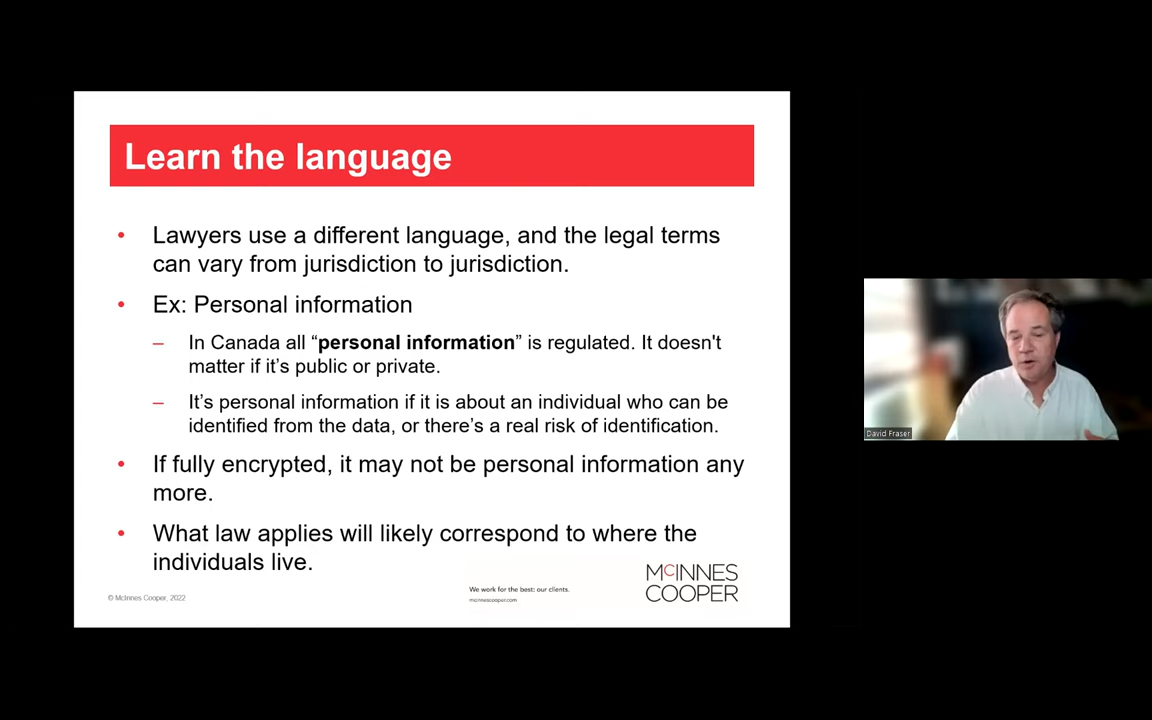 Learn the language
• Lawyers use a different language, and the legal terms
can vary from jurisdiction to jurisdiction.
• Ex: Personal information
– In Canada all “personal information” is regulated. It doesn't
matter if it’s public or private.
– It’s personal information if it is about an individual who can be
identified from the data, or there’s a real risk of identification.
• If fully encrypted, it may not be personal information any
more.
• What law applies will likely correspond to where the
individuals live.
© McInnes Cooper, 2022
We work for the best: our clients.
mcinnescooper.com
McINNES
COOPER
David Fraser